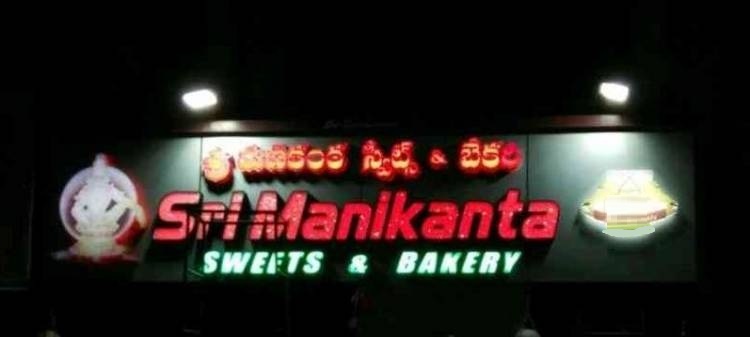 శ్రీ మణికంఠ స్వీట్స్ & బేకరీ
Sri Manikanta
SWEETS & BAKERY